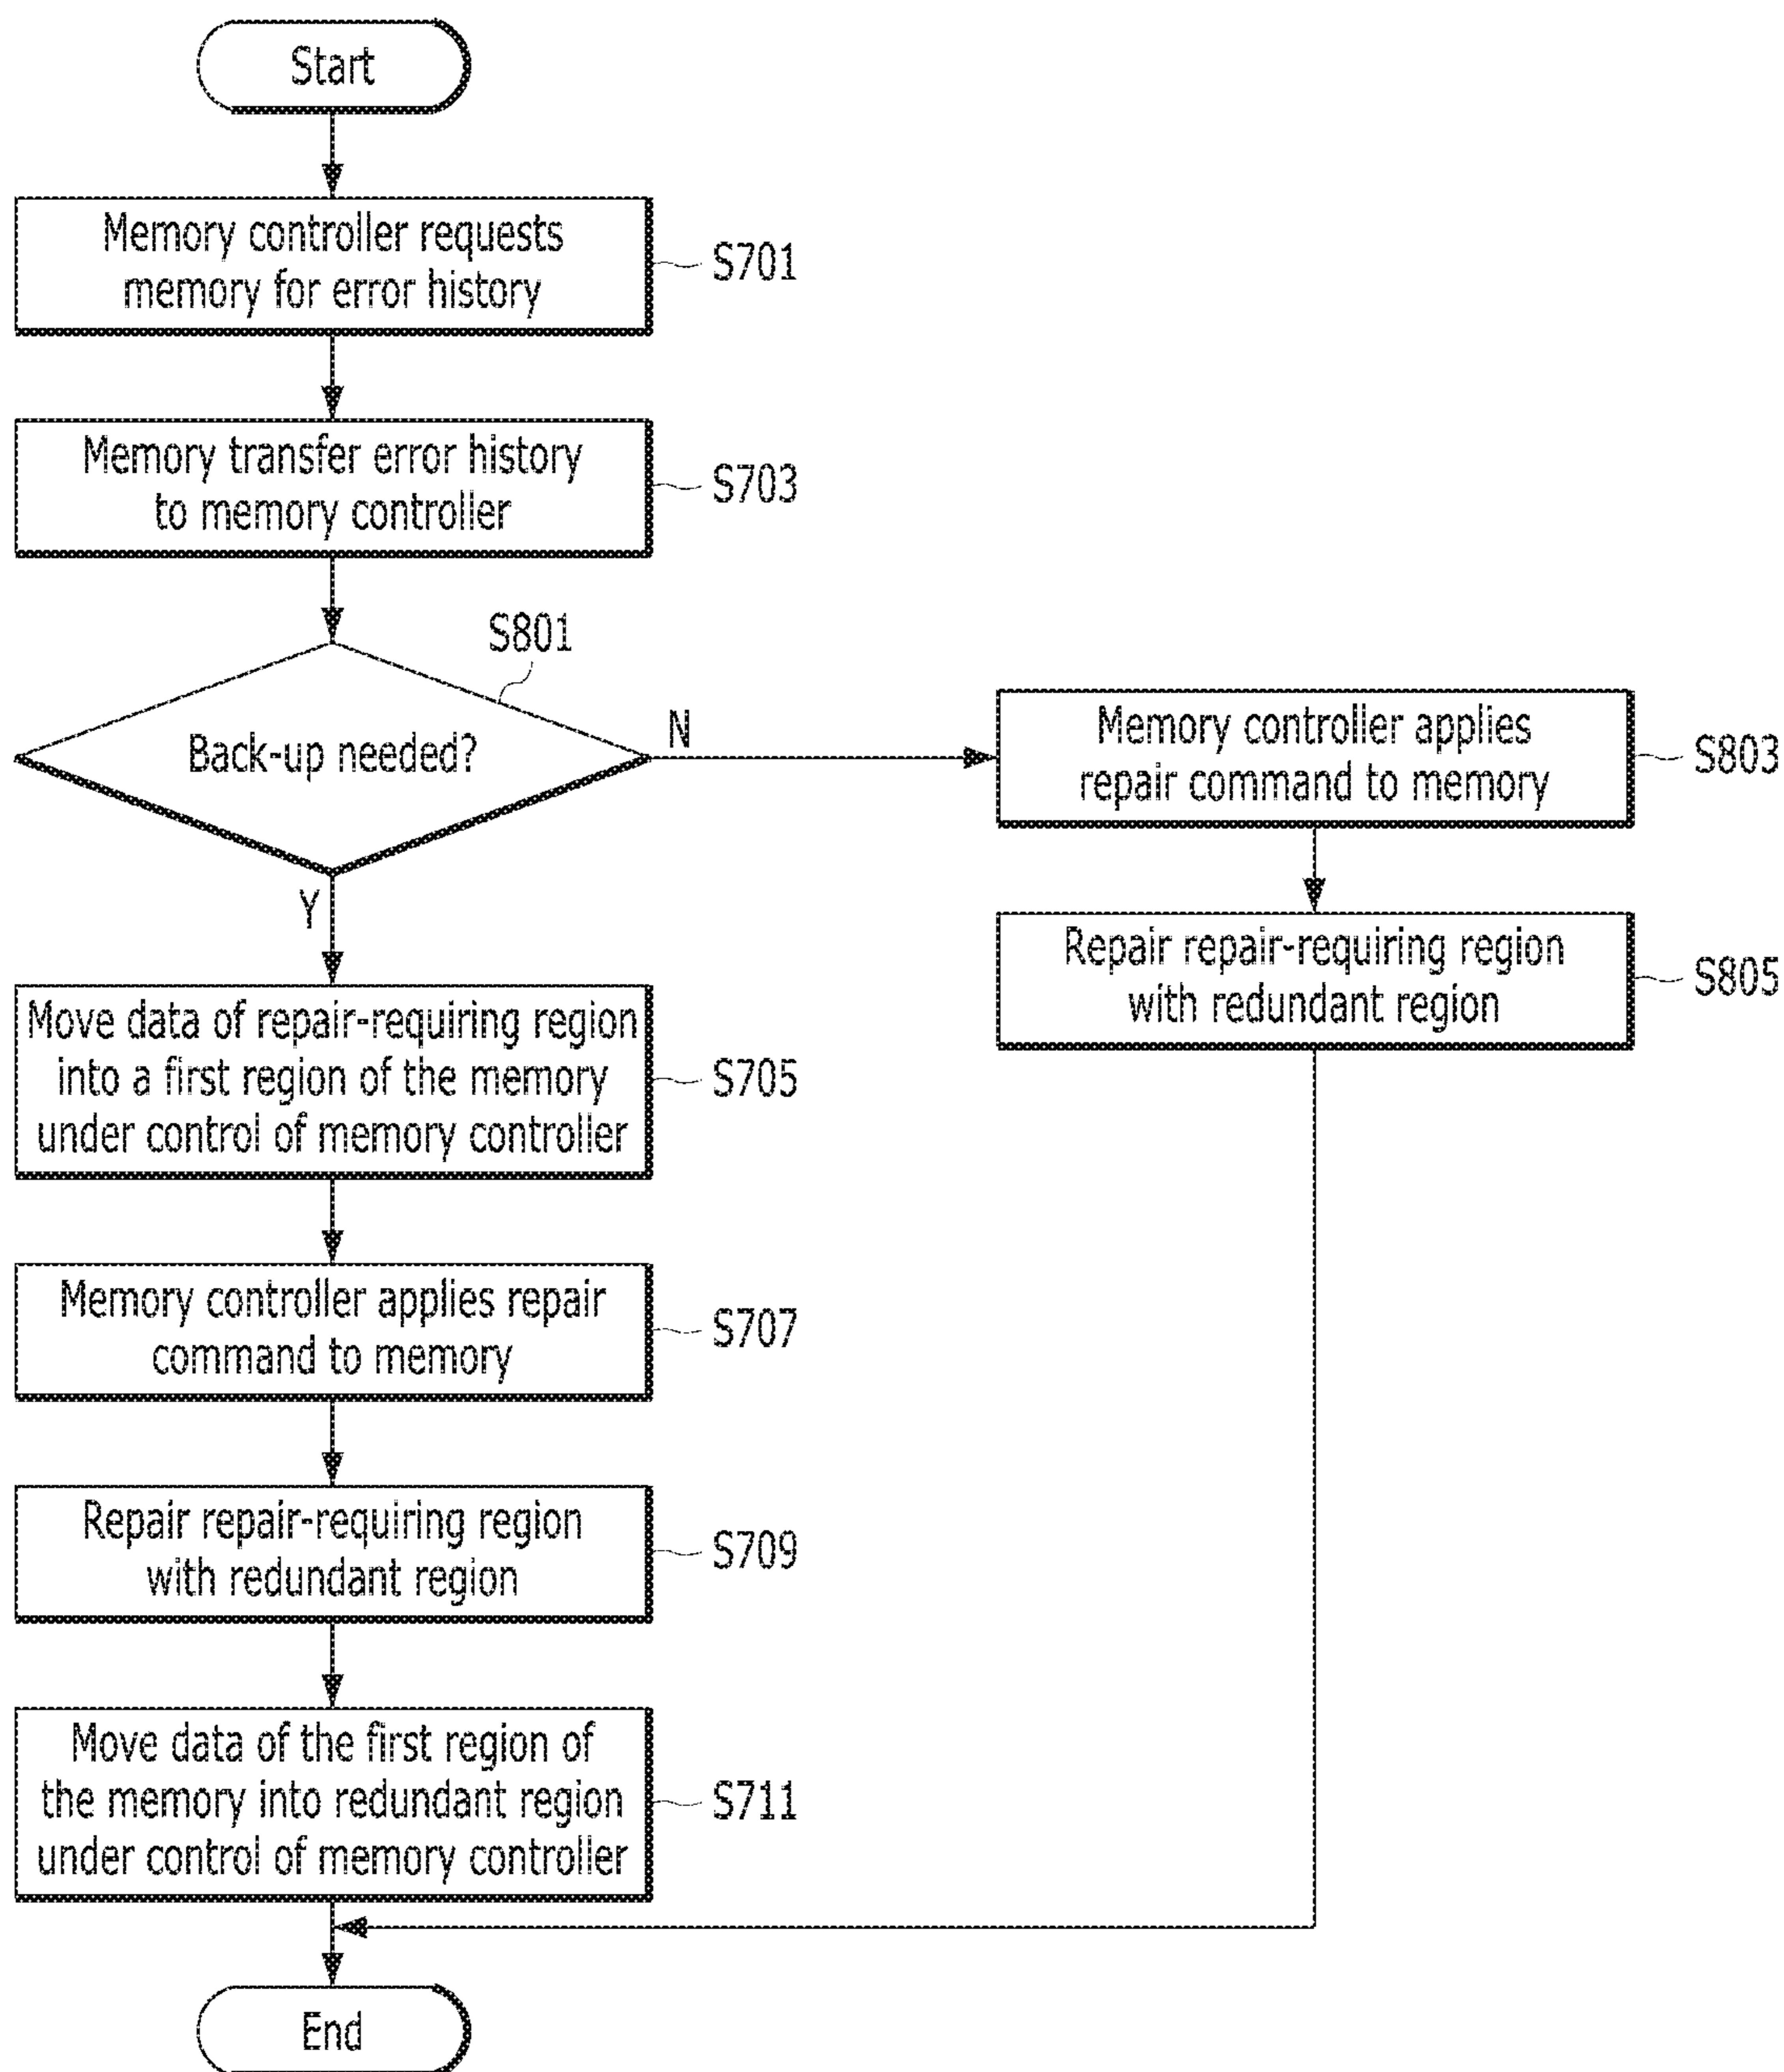 Start
Memory controller requests
memory for error history
S701
Memory transfer error history
to memory controller
S703
S801
Back-up needed?
N
Y
Memory controller applies
repair command to memory
S803
Repair repair-requiring region
with redundant region
S805
Move data of repair-requiring region
into a first region of the memory
under control of memory controller
S705
Memory controller applies repair
command to memory
S707
Repair repair-requiring region
with redundant region
S709
Move data of the first region of
the memory into redundant region
under control of memory controller
S711
End